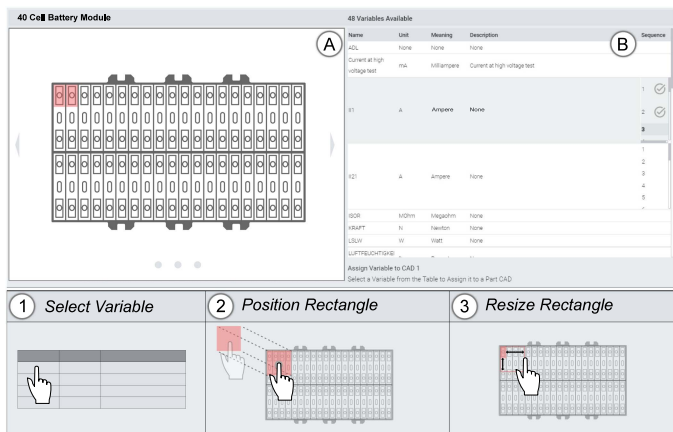 40 Cell Battery Module
48 Variables Available
A
B
Name Unit Meaning Description Sequence
ADL None None None
Current at high
voltage test mA Milliampere Current at high voltage test
1
II1 A Ampere None 2
3
1
2
II21 A Ampere None 3
4
5
ISOR MOhm Megaohm None
KRAFT N Newton None
LSLW W Watt None
LUFTFEUCHTIGKEI
Assign Variable to CAD 1
Select a Variable from the Table to Assign it to a Part CAD
1 Select Variable
2 Position Rectangle
3 Resize Rectangle